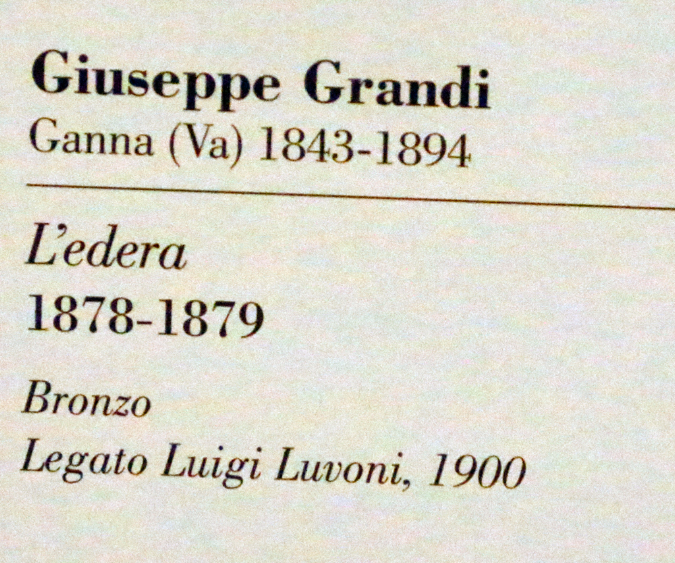 Giuseppe Grandi
Ganna (Va) 1843-1894
L'edera
1878-1879
Bronzo
Legato Luigi Luvoni, 1900